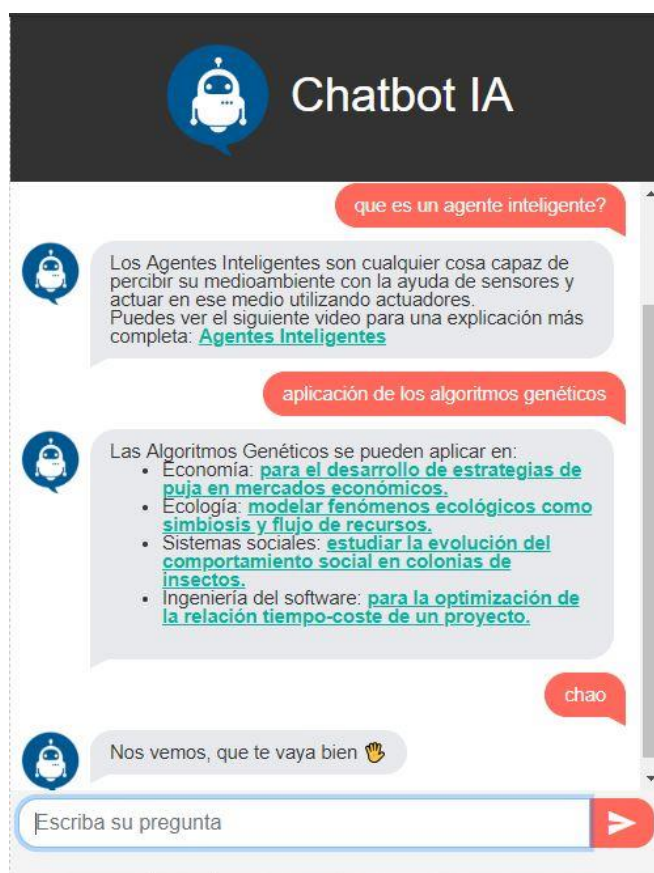 Chatbot IA
que es un agente inteligente?
Los Agentes Inteligentes son cualquier cosa capaz de
percibir su medioambiente con la ayuda de sensores y
actuar en ese medio utilizando actuadores.
Puedes ver el siguiente video para una explicación más
completa: Agentes Inteligentes
aplicación de los algoritmos genéticos
Las Algoritmos Genéticos se pueden aplicar en:
• Economía: para el desarrollo de estrategias de
puja en mercados económicos.
• Ecología: modelar fenómenos ecológicos como
simbiosis y flujo de recursos.
• Sistemas sociales: estudiar la evolución del
comportamiento social en colonias de
insectos.
• Ingeniería del software: para la optimización de
la relación tiempo-coste de un proyecto.
chao
Nos vemos, que te vaya bien 👋
Escriba su pregunta